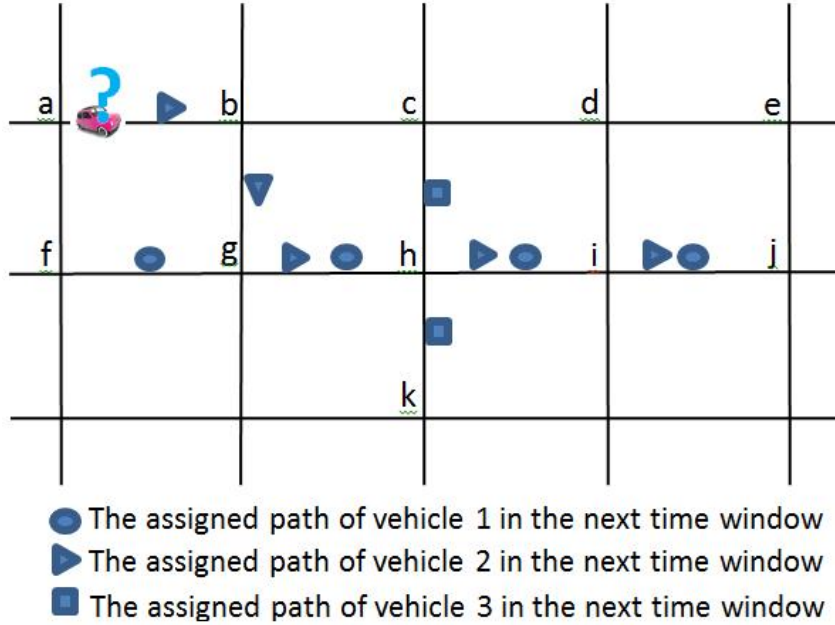 ?
a b c d e
f g h i j
k
The assigned path of vehicle 1 in the next time window
The assigned path of vehicle 2 in the next time window
The assigned path of vehicle 3 in the next time window